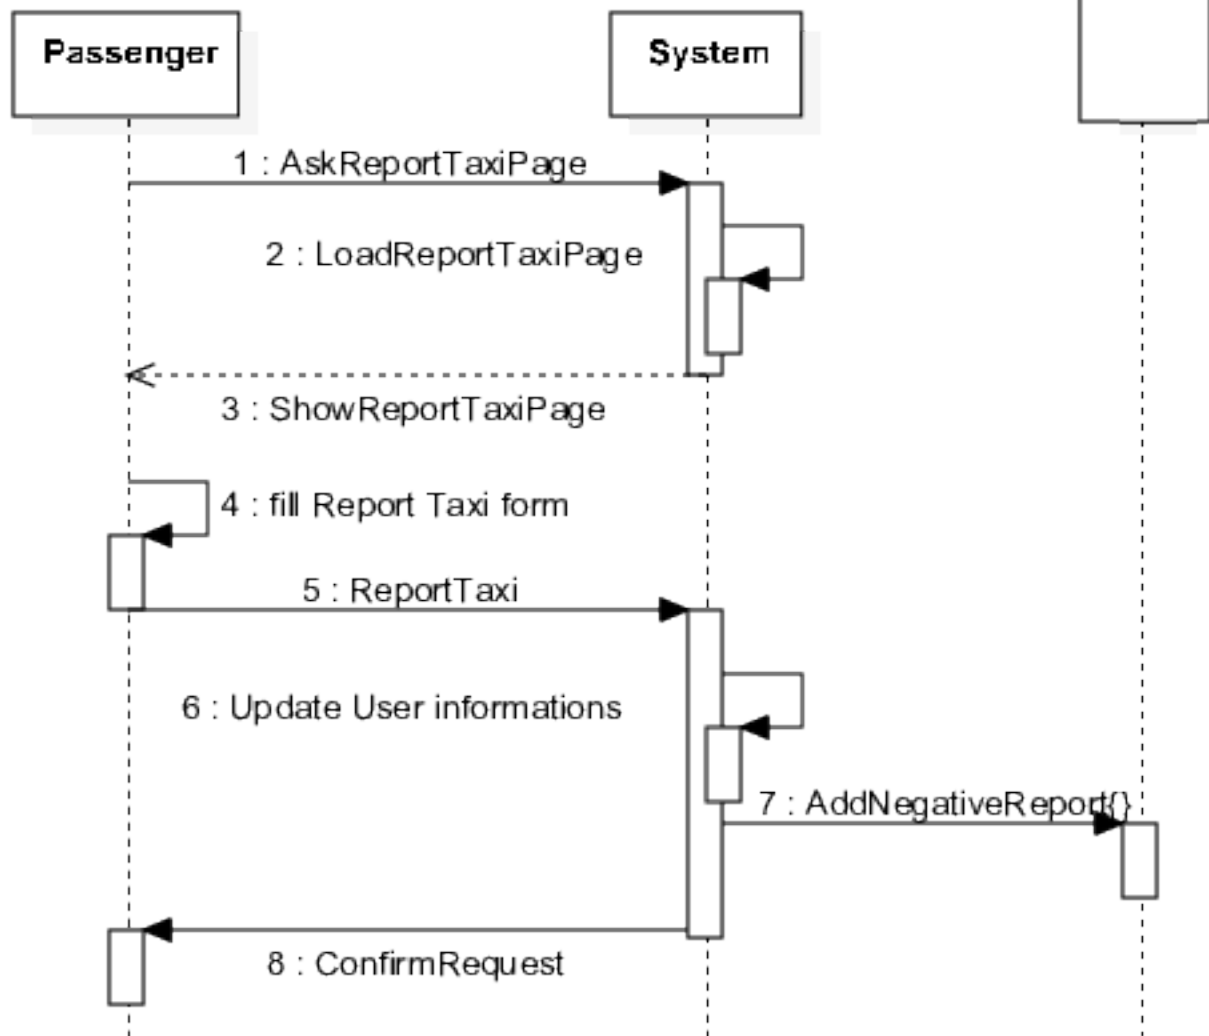 Passenger
System
1 : AskReportTaxiPage
2 : LoadReportTaxiPage
3 : ShowReportTaxiPage
4 : fill Report Taxi form
5 : ReportTaxi
6 : Update User informations
7 : AddNegativeReport{}
8 : ConfirmRequest